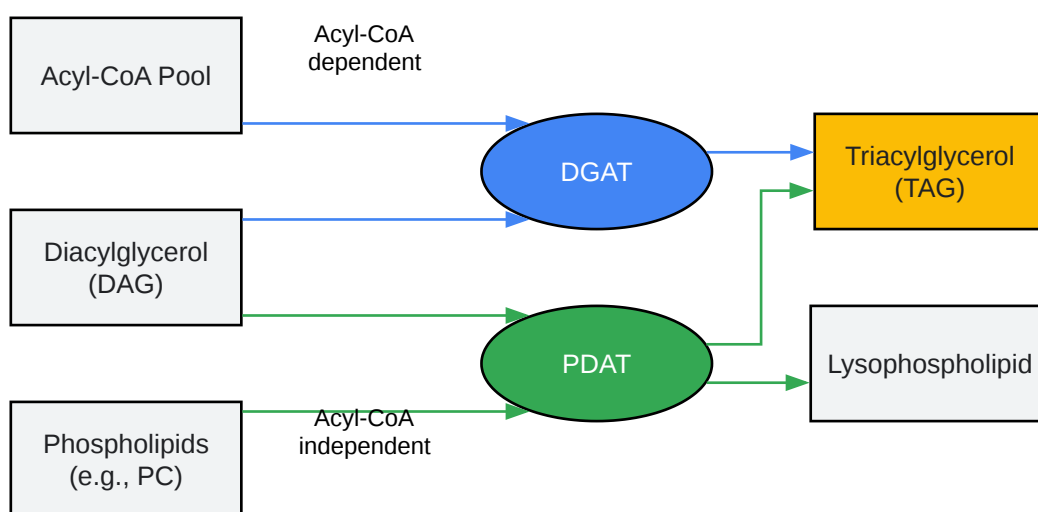 Acyl-CoA
dependent
Acyl-CoA Pool
DGAT
Triacylglycerol
(TAG)
Diacylglycerol
(DAG)
PDAT
Lysophospholipid
Acyl-CoA
independent
Phospholipids
(e.g., PC)